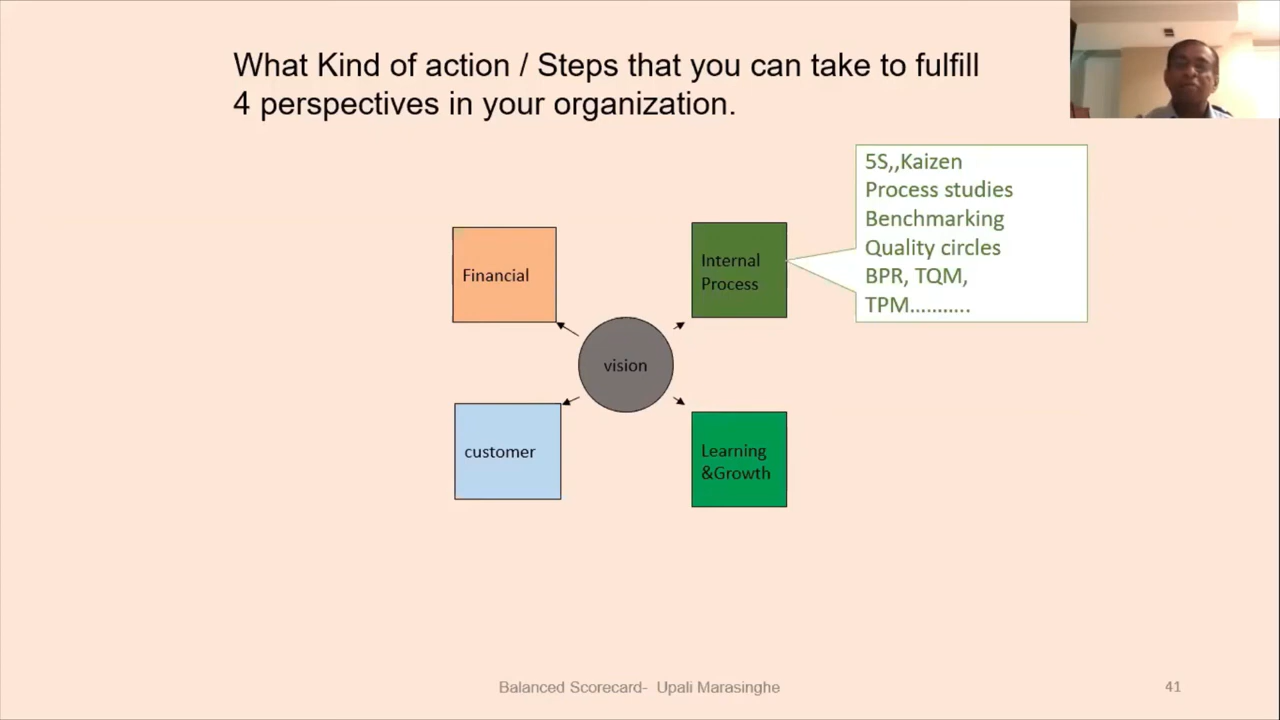 What Kind of action / Steps that you can take to fulfill
4 perspectives in your organization.
5S,,Kaizen
Process studies
Benchmarking
Quality circles
BPR, TQM,
TPM...........
Financial
Internal
Process
vision
customer
Learning
&Growth
Balanced Scorecard- Upali Marasinghe
41